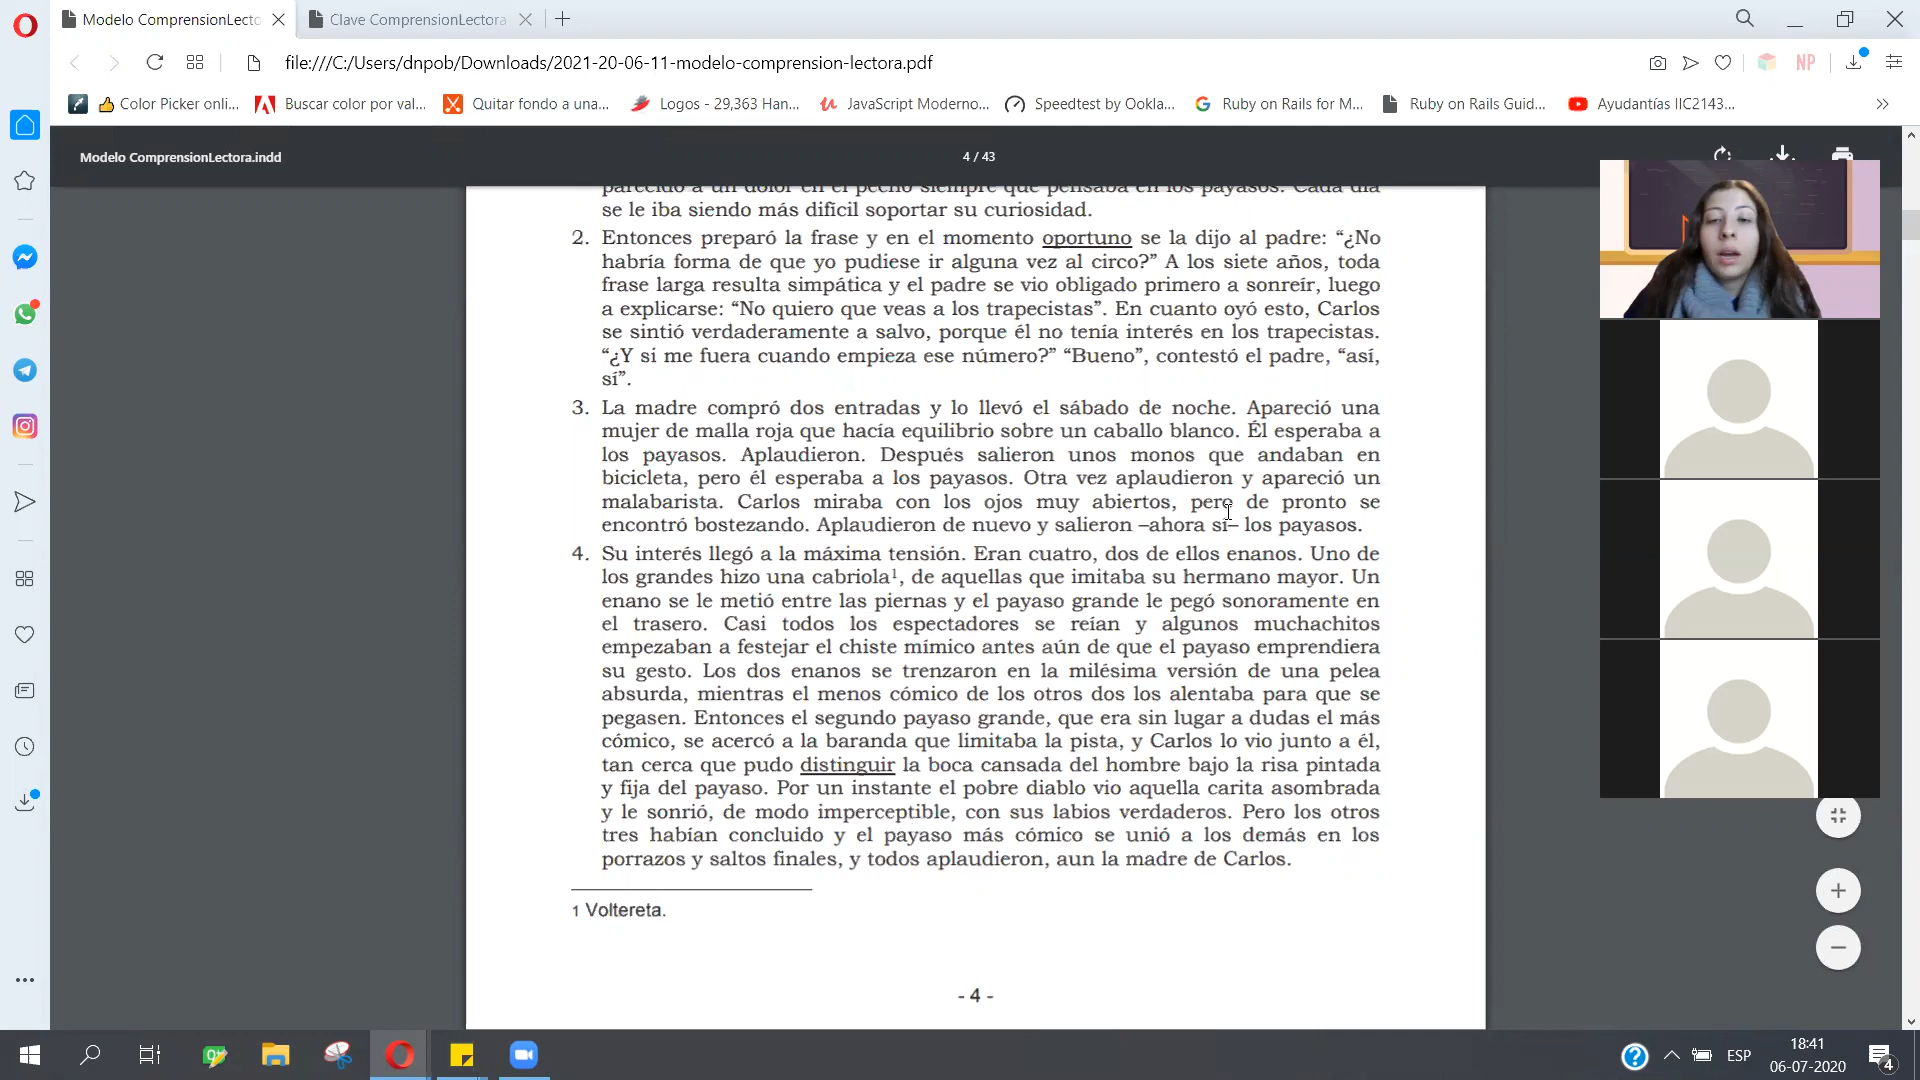 Modelo ComprensionLecto
Clave ComprensionLectora
file:///C:/Users/dnpob/Downloads/2021-20-06-11-modelo-comprension-lectora.pdf
NP
Color Picker onli...
Buscar color por val...
Quitar fondo a una...
Logos - 29,363 Han...
JavaScript Moderno...
Speedtest by Ookla...
Ruby on Rails for M...
Ruby on Rails Guid...
Ayudantías IIC2143...
Modelo ComprensionLectora.indd
4 / 43
parecido a un dolor en el pecho siempre que pensaba en los payasos. Cada día
se le iba siendo más difícil soportar su curiosidad.
2. Entonces preparó la frase y en el momento oportuno se la dijo al padre: “¿No
habría forma de que yo pudiese ir alguna vez al circo?” A los siete años, toda
frase larga resulta simpática y el padre se vio obligado primero a sonreír, luego
a explicarse: “No quiero que veas a los trapecistas”. En cuanto oyó esto, Carlos
se sintió verdaderamente a salvo, porque él no tenía interés en los trapecistas.
“¿Y si me fuera cuando empieza ese número?” “Bueno”, contestó el padre, “así,
sí”.
3. La madre compró dos entradas y lo llevó el sábado de noche. Apareció una
mujer de malla roja que hacía equilibrio sobre un caballo blanco. Él esperaba a
los payasos. Aplaudieron. Después salieron unos monos que andaban en
bicicleta, pero él esperaba a los payasos. Otra vez aplaudieron y apareció un
malabarista. Carlos miraba con los ojos muy abiertos, pero de pronto se
encontró bostezando. Aplaudieron de nuevo y salieron –ahora sí– los payasos.
4. Su interés llegó a la máxima tensión. Eran cuatro, dos de ellos enanos. Uno de
los grandes hizo una cabriola¹, de aquellas que imitaba su hermano mayor. Un
enano se le metió entre las piernas y el payaso grande le pegó sonoramente en
el trasero. Casi todos los espectadores se reían y algunos muchachitos
empezaban a festejar el chiste mímico antes aún de que el payaso emprendiera
su gesto. Los dos enanos se trenzaron en la milésima versión de una pelea
absurda, mientras el menos cómico de los otros dos los alentaba para que se
pegasen. Entonces el segundo payaso grande, que era sin lugar a dudas el más
cómico, se acercó a la baranda que limitaba la pista, y Carlos lo vio junto a él,
tan cerca que pudo distinguir la boca cansada del hombre bajo la risa pintada
y fija del payaso. Por un instante el pobre diablo vio aquella carita asombrada
y le sonrió, de modo imperceptible, con sus labios verdaderos. Pero los otros
tres habían concluido y el payaso más cómico se unió a los demás en los
porrazos y saltos finales, y todos aplaudieron, aun la madre de Carlos.
1 Voltereta.
- 4 -
ESP
18:41
06-07-2020
4